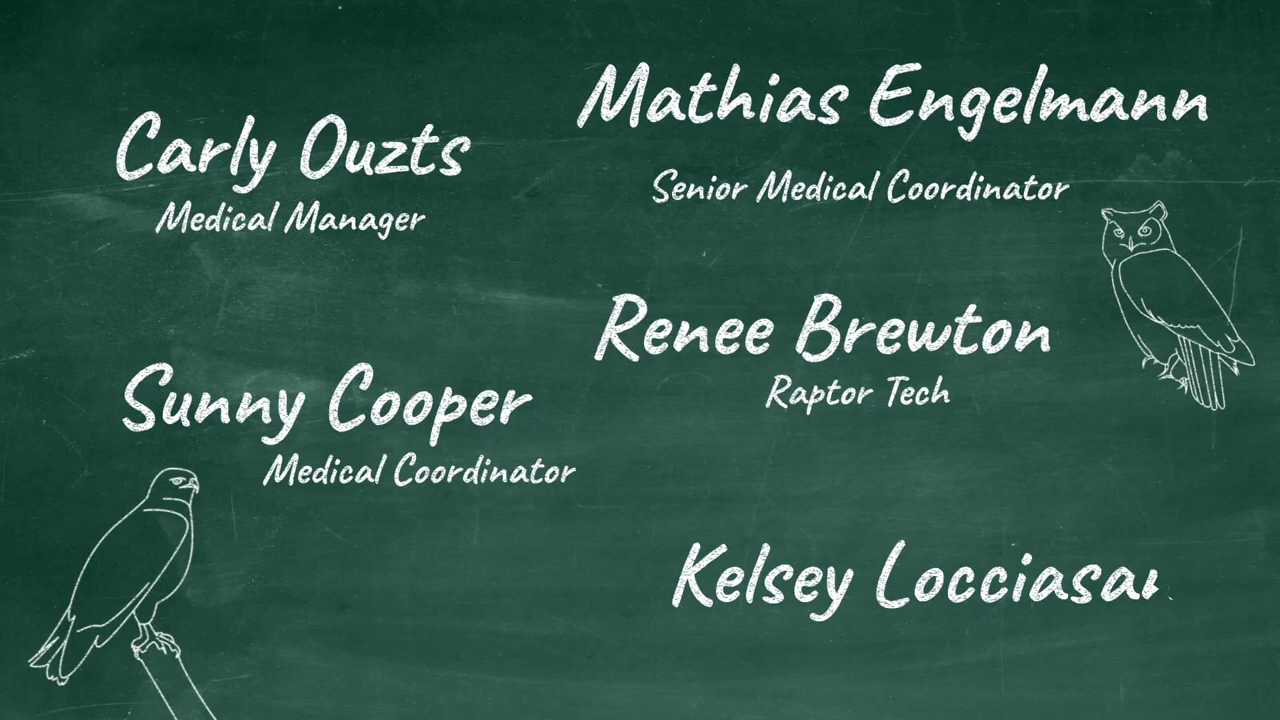 Carly Ouzts
Medical Manager
Mathias Engelmann
Senior Medical Coordinator
Renee Brewton
Raptor Tech
Sunny Cooper
Medical Coordinator
Kelsey